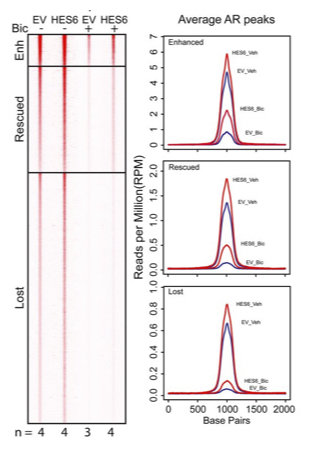 EV HES6 EV HES6
Bic - - + +
Enh
Rescued
Lost
n = 4 4 3 4
Average AR peaks
Reads per Million(RPM)
Enhanced
7
6
5
4
3
2
1
0
HES6_Veh
EV_Veh
HES6_Bic
EV_Bic
Rescued
2.0
1.5
1.0
0.5
0.0
HES6_Veh
EV_Veh
HES6_Bic
EV_Bic
Lost
1.0
0.8
0.6
0.4
0.2
0.0
HES6_Veh
EV_Veh
HES6_Bic
EV_Bic
0 500 1000 1500 2000
Base Pairs